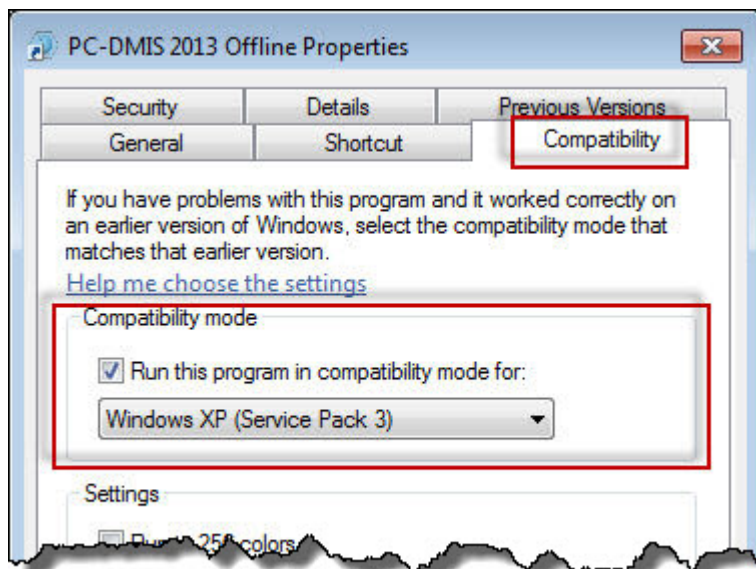 PC-DMIS 2013 Offline Properties
Security Details Previous Versions
General Shortcut Compatibility
If you have problems with this program and it worked correctly on
an earlier version of Windows, select the compatibility mode that
matches that earlier version.
Help me choose the settings
Compatibility mode
Run this program in compatibility mode for:
Windows XP (Service Pack 3)
Settings
256 colors